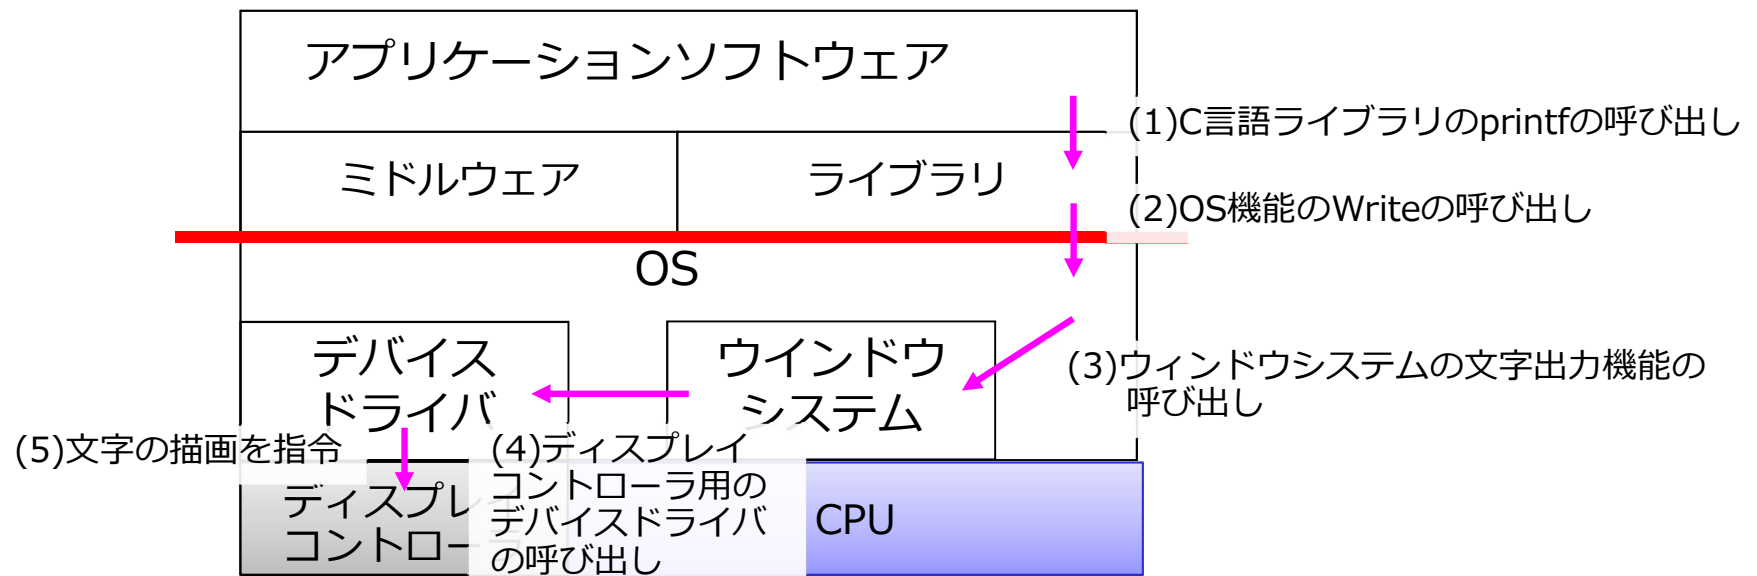 アプリケーションソフトウェア
(1)C言語ライブラリのprintfの呼び出し
ミドルウェア
ライブラリ
(2)OS機能のWriteの呼び出し
OS
デバイス
ドライバ
ウインドウ
システム
(3)ウィンドウシステムの文字出力機能の
呼び出し
(5)文字の描画を指令
(4)ディスプレイ
コントローラ用の
デバイスドライバ
の呼び出し
ディスプレイ
コントローラ
CPU